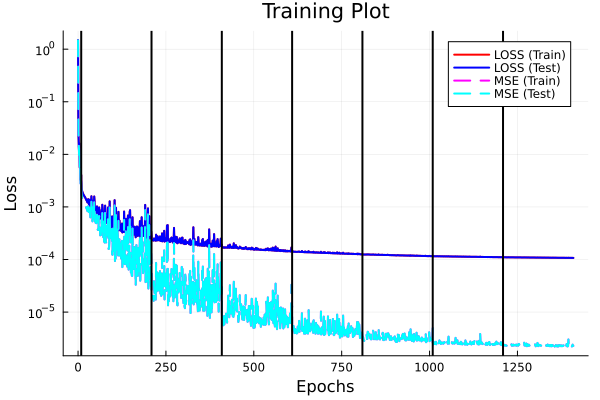 Training Plot
LOSS (Train)
LOSS (Test)
MSE (Train)
MSE (Test)
10^0
10^-1
10^-2
10^-3
10^-4
10^-5
Loss
0 250 500 750 1000 1250
Epochs